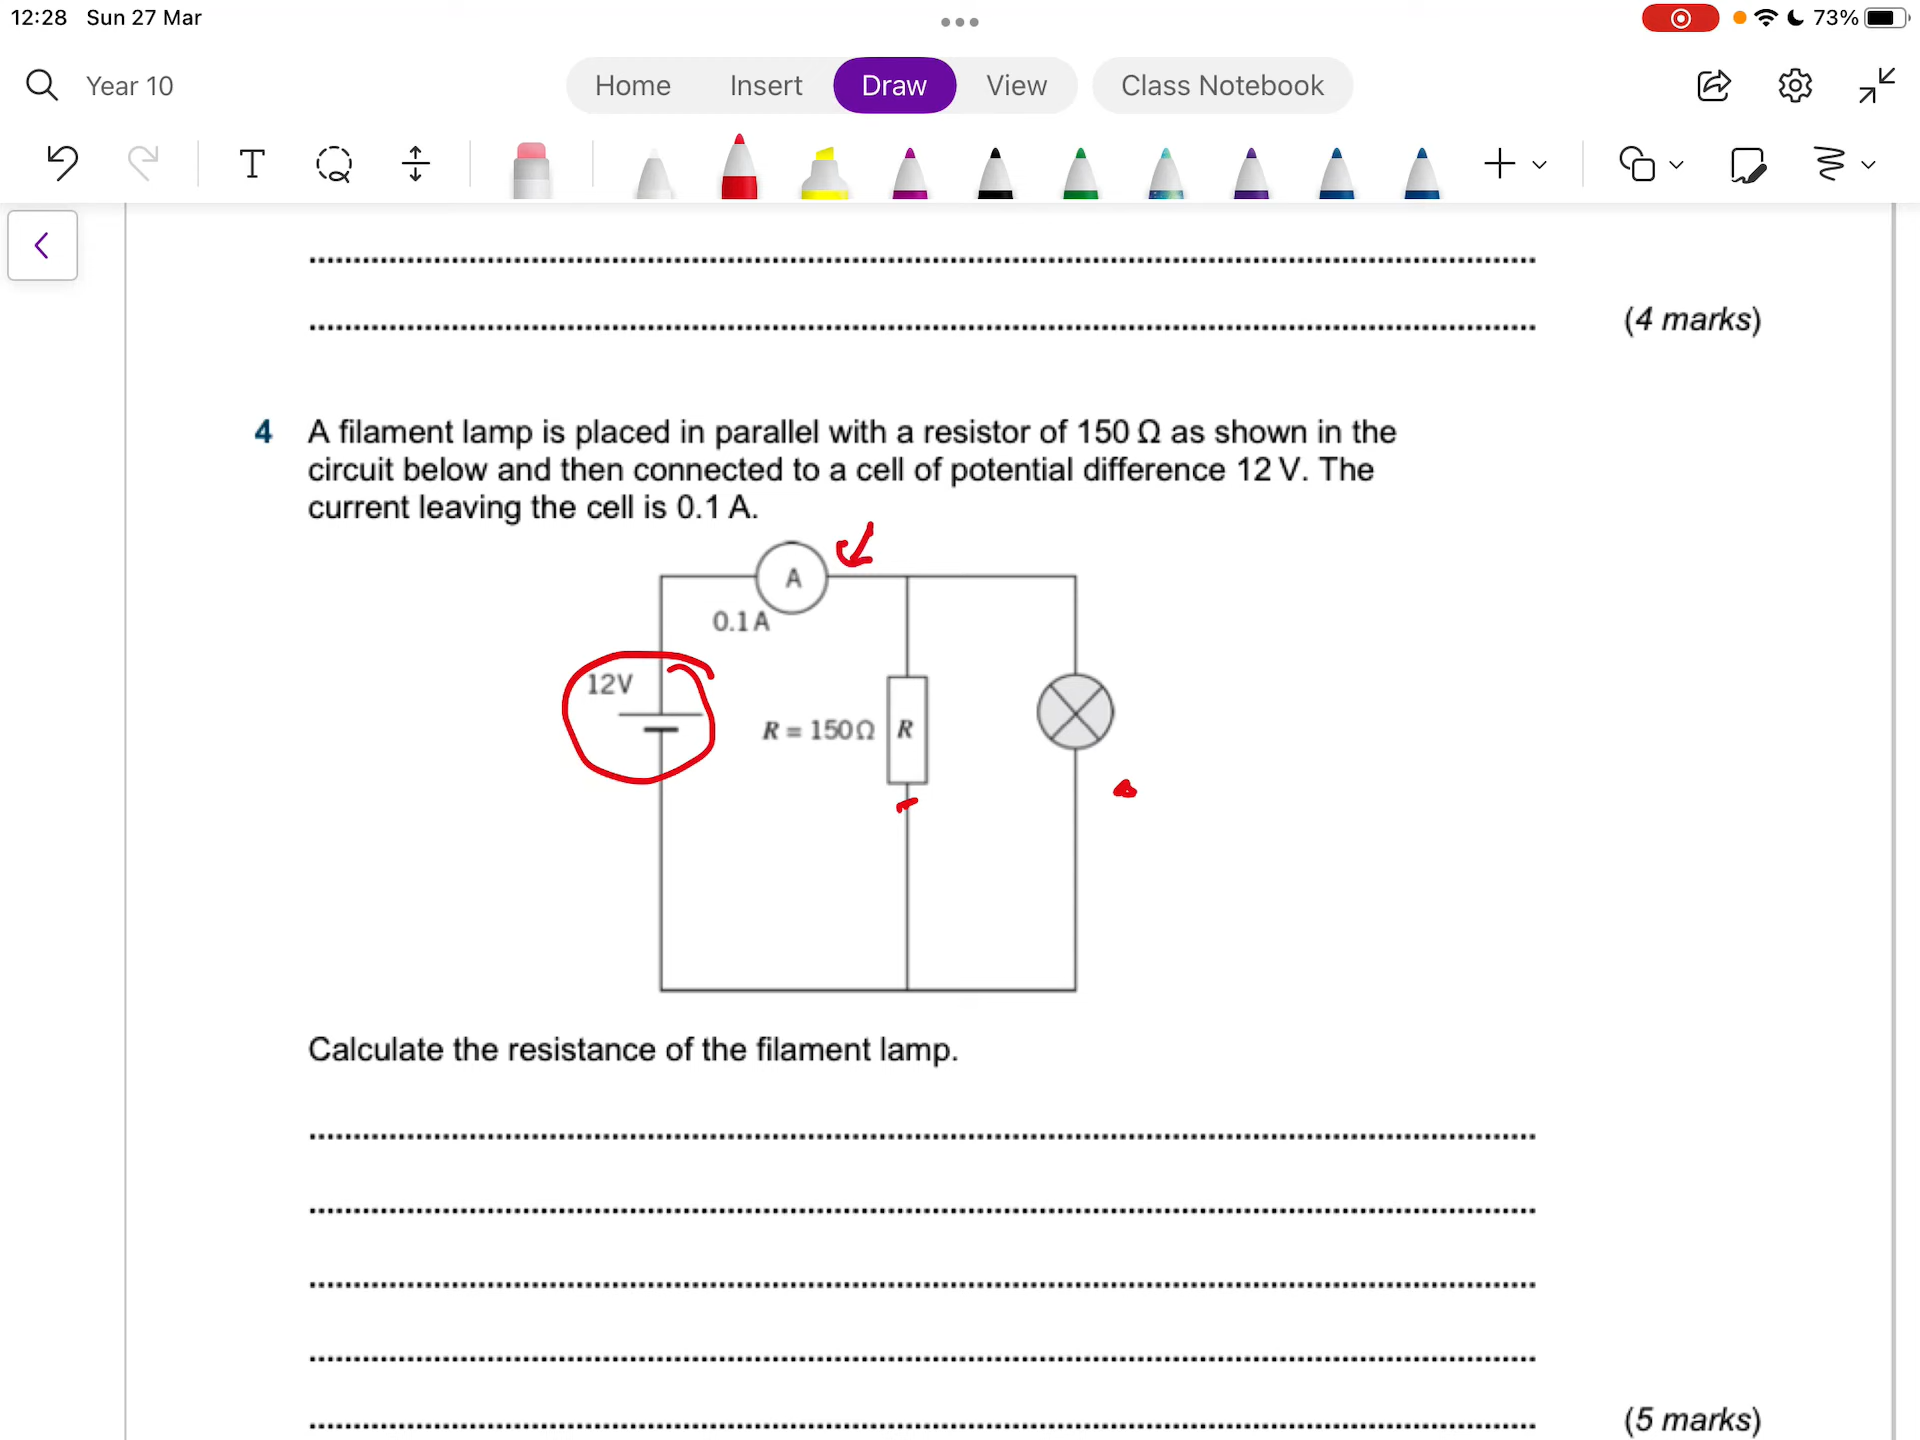 12:28 Sun 27 Mar
73%
Year 10
Home Insert Draw View Class Notebook
T
(4 marks)
4 A filament lamp is placed in parallel with a resistor of 150 Ω as shown in the
circuit below and then connected to a cell of potential difference 12 V. The
current leaving the cell is 0.1 A.
A
0.1 A
12V
R = 150Ω R
Calculate the resistance of the filament lamp.
(5 marks)